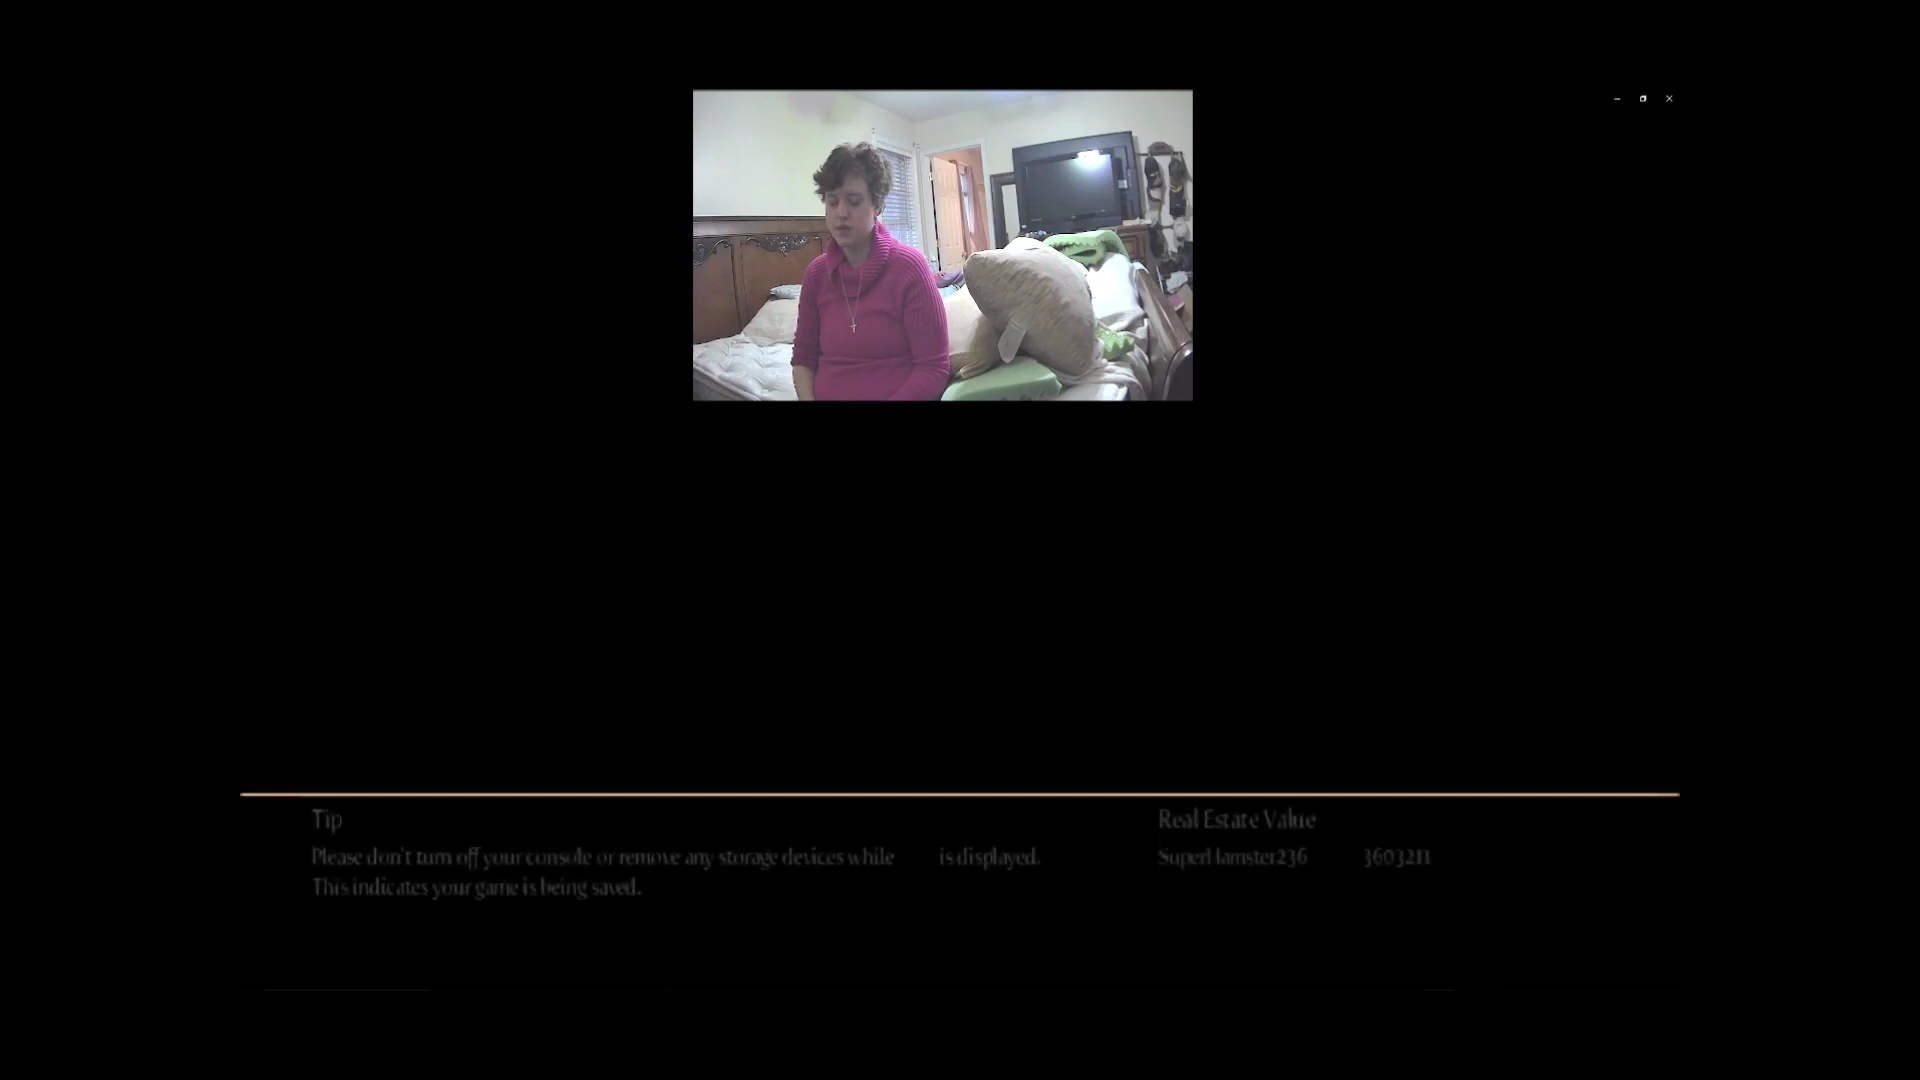 Tip
Real Estate Value
Please don't turn off your console or remove any storage devices while is displayed.
SuperHamster236 3603211
This indicates your game is being saved.